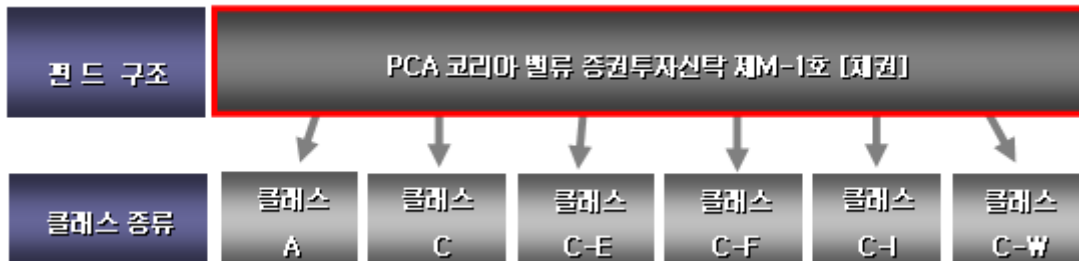 펀드 구조
PCA 코리아 밸류 증권투자신탁 제M-1호 [채권]
클래스 종류
클래스
A
클래스
C
클래스
C-E
클래스
C-F
클래스
C-I
클래스
C-W